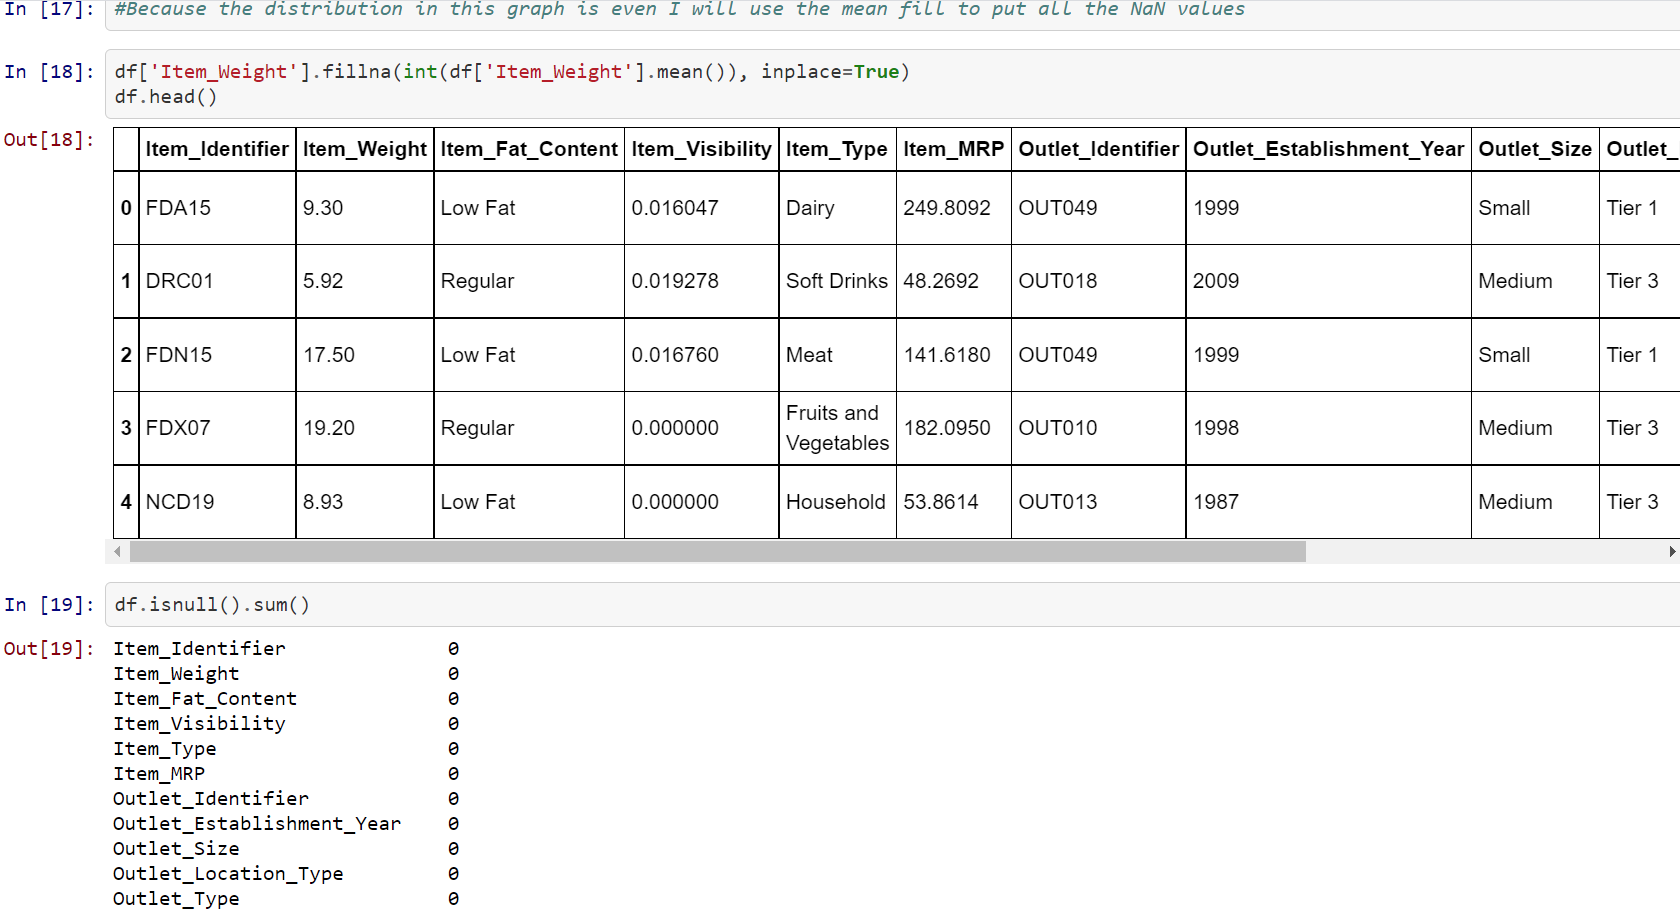 In [17]: #Because the distribution in this graph is even I will use the mean fill to put all the NaN values
In [18]: df['Item_Weight'].fillna(int(df['Item_Weight'].mean()), inplace=True)
df.head()
Out[18]:
Item_Identifier Item_Weight Item_Fat_Content Item_Visibility Item_Type Item_MRP Outlet_Identifier Outlet_Establishment_Year Outlet_Size Outlet_
0 FDA15 9.30 Low Fat 0.016047 Dairy 249.8092 OUT049 1999 Small Tier 1
1 DRC01 5.92 Regular 0.019278 Soft Drinks 48.2692 OUT018 2009 Medium Tier 3
2 FDN15 17.50 Low Fat 0.016760 Meat 141.6180 OUT049 1999 Small Tier 1
3 FDX07 19.20 Regular 0.000000 Fruits and
Vegetables 182.0950 OUT010 1998 Medium Tier 3
4 NCD19 8.93 Low Fat 0.000000 Household 53.8614 OUT013 1987 Medium Tier 3
In [19]: df.isnull().sum()
Out[19]: Item_Identifier 0
Item_Weight 0
Item_Fat_Content 0
Item_Visibility 0
Item_Type 0
Item_MRP 0
Outlet_Identifier 0
Outlet_Establishment_Year 0
Outlet_Size 0
Outlet_Location_Type 0
Outlet_Type 0